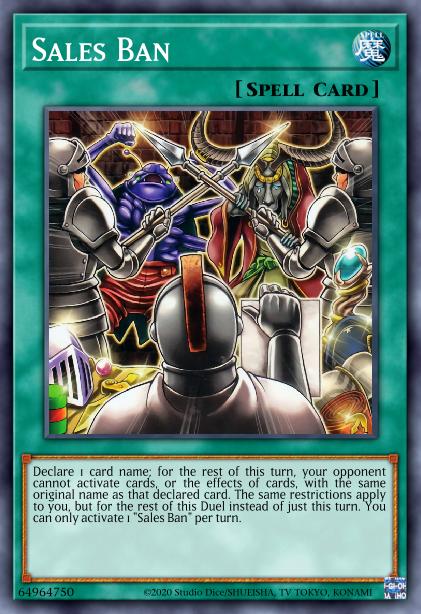 Sales Ban
SPELL
魔
[Spell Card]
Declare 1 card name; for the rest of this turn, your opponent
cannot activate cards, or the effects of cards, with the same
original name as that declared card. The same restrictions apply
to you, but for the rest of this Duel instead of just this turn. You
can only activate 1 "Sales Ban" per turn.
64964750
©2020 Studio Dice/SHUEISHA, TV TOKYO, KONAMI